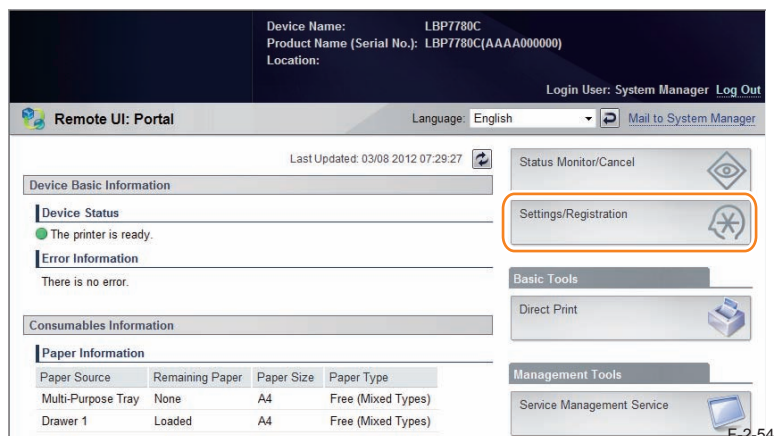 Device Name: LBP7780C
Product Name (Serial No.): LBP7780C(AAAA000000)
Location:
Login User: System Manager Log Out
Remote UI: Portal
Language: English
Mail to System Manager
Last Updated: 03/08 2012 07:29:27
Status Monitor/Cancel
Device Basic Information
Device Status
Settings/Registration
The printer is ready.
Error Information
There is no error.
Basic Tools
Direct Print
Consumables Information
Paper Information
Paper Source Remaining Paper Paper Size Paper Type
Management Tools
Multi-Purpose Tray None A4 Free (Mixed Types)
Service Management Service
Drawer 1 Loaded A4 Free (Mixed Types)
F-2-54